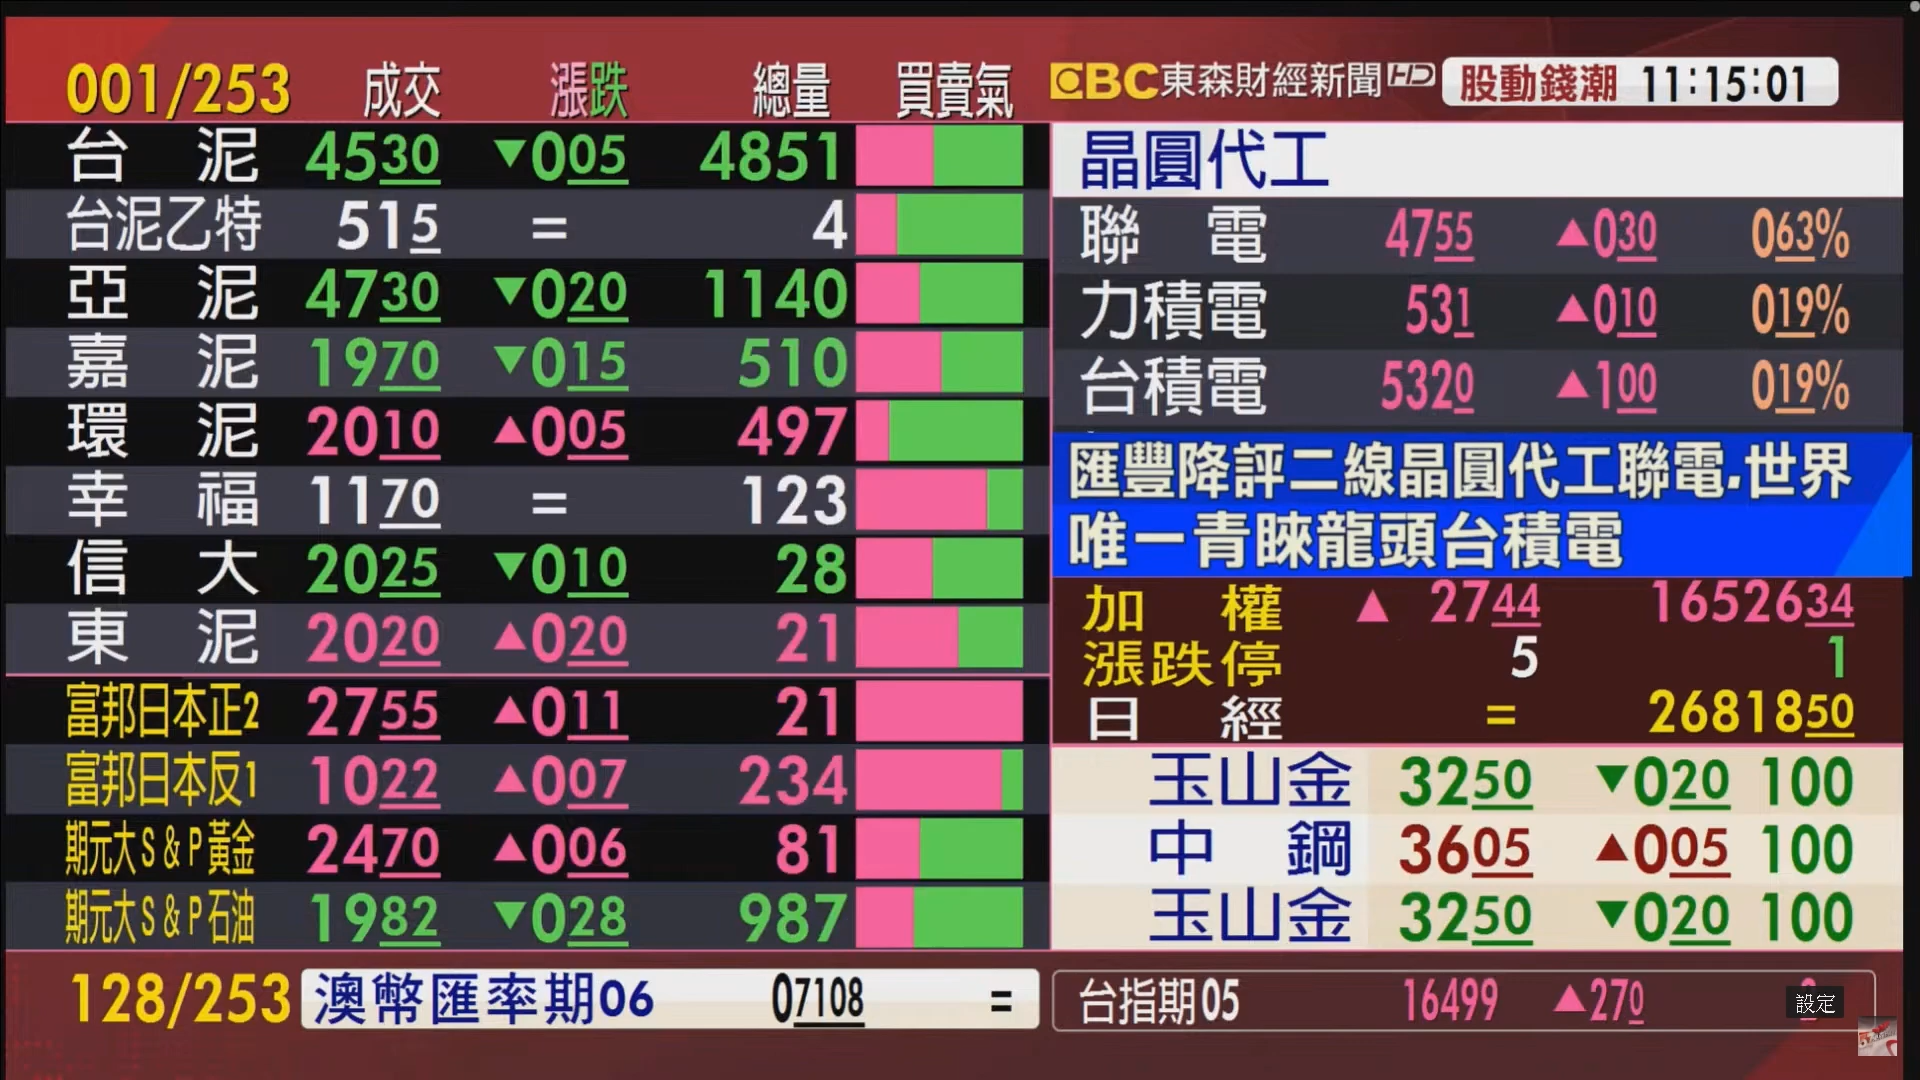 001/253 成交 漲跌 總量 買賣氣
台泥 4530 ▼005 4851
台泥乙特 515 = 4
亞泥 4730 ▼020 1140
嘉泥 1970 ▼015 510
環泥 2010 ▲005 497
幸福 1170 = 123
信大 2025 ▼010 28
東泥 2020 ▲020 21
富邦日本正2 2755 ▲011 21
富邦日本反1 1022 ▲007 234
期元大S&P黃金 2470 ▲006 81
期元大S&P石油 1982 ▼028 987
128/253 澳幣匯率期06 07108 =
EBC東森財經新聞HD 股動錢潮 11:15:01
晶圓代工
聯電 4755 ▲030 063%
力積電 531 ▲010 019%
台積電 5320 ▲100 019%
匯豐降評二線晶圓代工聯電.世界
唯一青睞龍頭台積電
加權 ▲ 2744 1652634
漲跌停 5 1
日經 = 2681850
玉山金 3250 ▼020 100
中鋼 3605 ▲005 100
玉山金 3250 ▼020 100
台指期05 16499 ▲270
設定